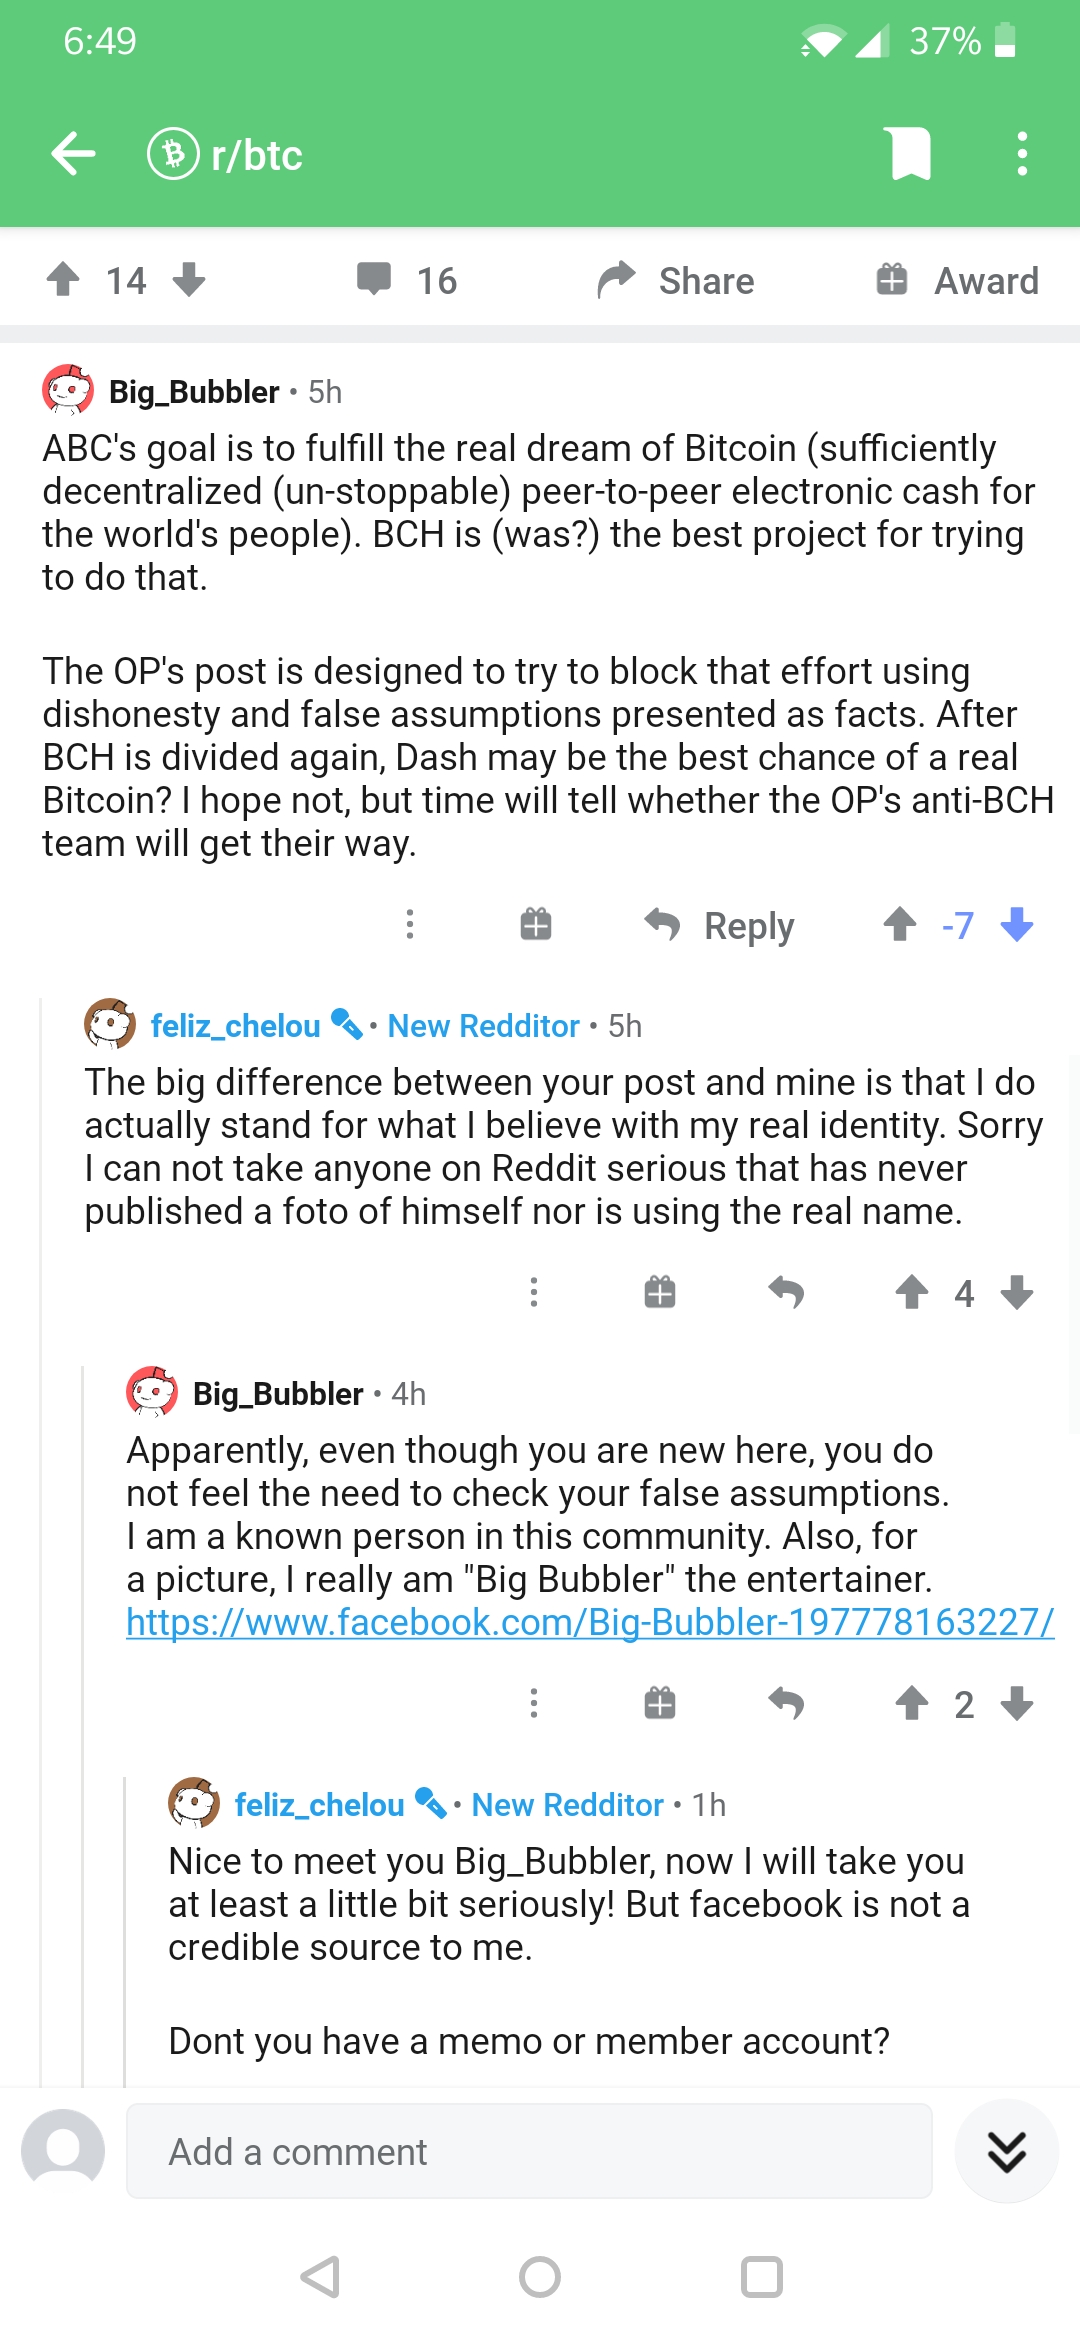 6:49
37%
r/btc
14
16
Share
Award
Big_Bubbler • 5h
ABC's goal is to fulfill the real dream of Bitcoin (sufficiently
decentralized (un-stoppable) peer-to-peer electronic cash for
the world's people). BCH is (was?) the best project for trying
to do that.
The OP's post is designed to try to block that effort using
dishonesty and false assumptions presented as facts. After
BCH is divided again, Dash may be the best chance of a real
Bitcoin? I hope not, but time will tell whether the OP's anti-BCH
team will get their way.
Reply
-7
feliz_chelou • New Redditor • 5h
The big difference between your post and mine is that I do
actually stand for what I believe with my real identity. Sorry
I can not take anyone on Reddit serious that has never
published a foto of himself nor is using the real name.
4
Big_Bubbler • 4h
Apparently, even though you are new here, you do
not feel the need to check your false assumptions.
I am a known person in this community. Also, for
a picture, I really am "Big Bubbler" the entertainer.
https://www.facebook.com/Big-Bubbler-197778163227/
2
feliz_chelou • New Redditor • 1h
Nice to meet you Big_Bubbler, now I will take you
at least a little bit seriously! But facebook is not a
credible source to me.
Dont you have a memo or member account?
Add a comment